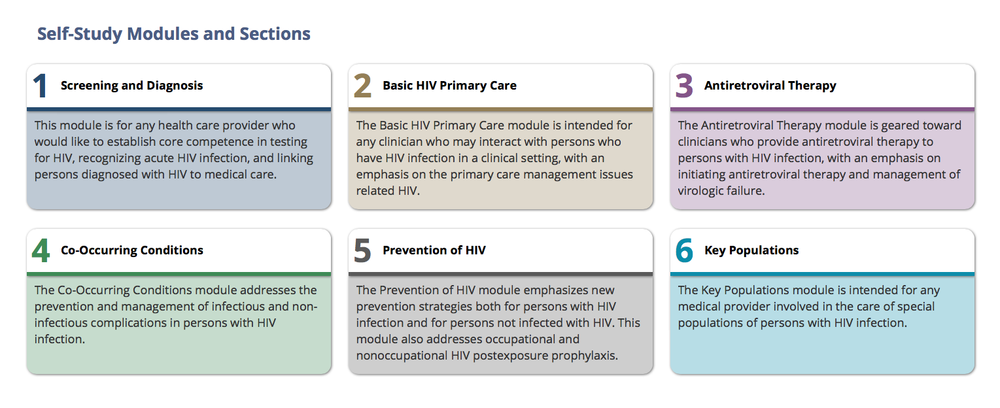 Self-Study Modules and Sections
1 Screening and Diagnosis
This module is for any health care provider who
would like to establish core competence in testing
for HIV, recognizing acute HIV infection, and linking
persons diagnosed with HIV to medical care.
2 Basic HIV Primary Care
The Basic HIV Primary Care module is intended for
any clinician who may interact with persons who
have HIV infection in a clinical setting, with an
emphasis on the primary care management issues
related HIV.
3 Antiretroviral Therapy
The Antiretroviral Therapy module is geared toward
clinicians who provide antiretroviral therapy to
persons with HIV infection, with an emphasis on
initiating antiretroviral therapy and management of
virologic failure.
4 Co-Occurring Conditions
The Co-Occurring Conditions module addresses the
prevention and management of infectious and non-
infectious complications in persons with HIV
infection.
5 Prevention of HIV
The Prevention of HIV module emphasizes new
prevention strategies both for persons with HIV
infection and for persons not infected with HIV. This
module also addresses occupational and
nonoccupational HIV postexposure prophylaxis.
6 Key Populations
The Key Populations module is intended for any
medical provider involved in the care of special
populations of persons with HIV infection.